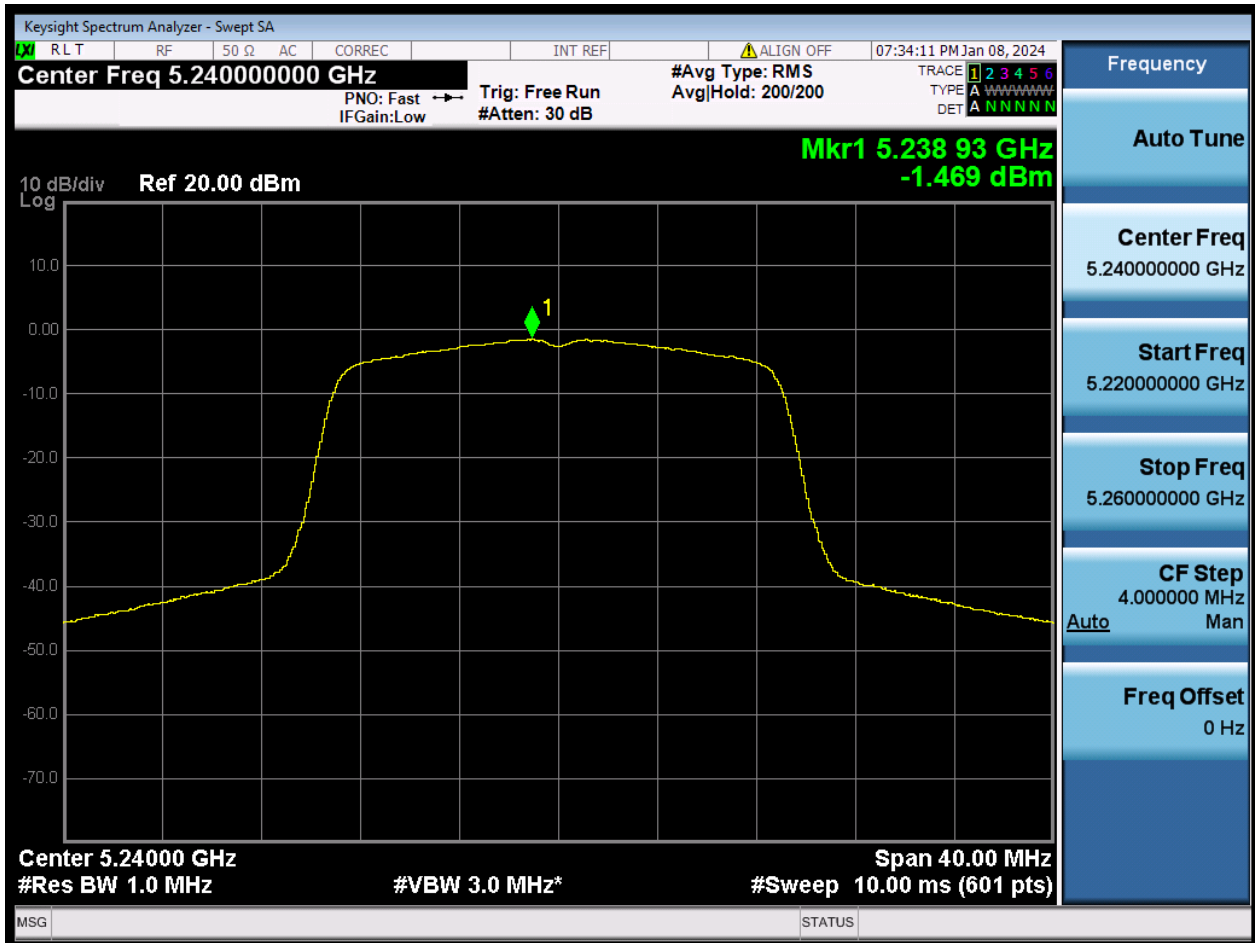 Keysight Spectrum Analyzer - Swept SA
LXI RLT RF 50 Ω AC CORREC INT REF ALIGN OFF 07:34:11 PM Jan 08, 2024
Center Freq 5.240000000 GHz
PNO: Fast
IFGain:Low
Trig: Free Run
#Atten: 30 dB
#Avg Type: RMS
Avg|Hold: 200/200
TRACE 1 2 3 4 5 6
TYPE A WWWWW
DET A N N N N N
Mkr1 5.238 93 GHz
-1.469 dBm
10 dB/div Ref 20.00 dBm
Log
1
10.0
0.00
-10.0
-20.0
-30.0
-40.0
-50.0
-60.0
-70.0
Center 5.24000 GHz Span 40.00 MHz
#Res BW 1.0 MHz #VBW 3.0 MHz* #Sweep 10.00 ms (601 pts)
MSG STATUS
Frequency
Auto Tune
Center Freq
5.240000000 GHz
Start Freq
5.220000000 GHz
Stop Freq
5.260000000 GHz
CF Step
4.000000 MHz
Auto Man
Freq Offset
0 Hz